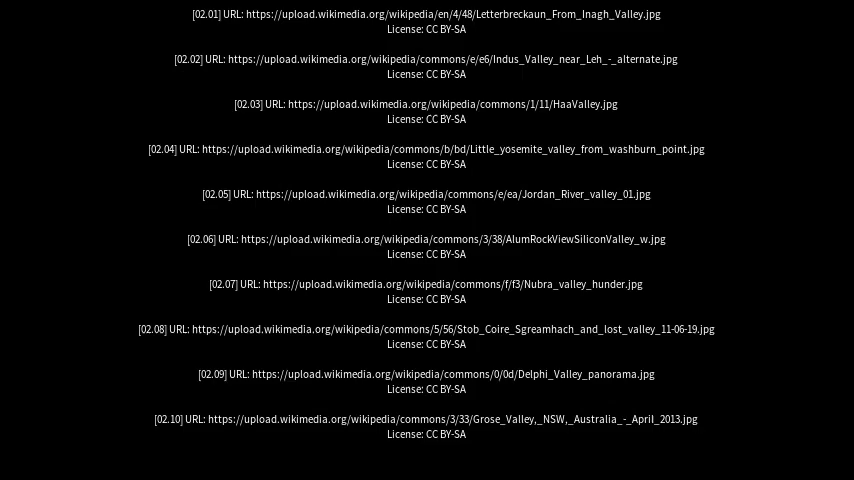 [02.01] URL: https://upload.wikimedia.org/wikipedia/en/4/48/Letterbreckaun_From_Inagh_Valley.jpg
License: CC BY-SA
[02.02] URL: https://upload.wikimedia.org/wikipedia/commons/e/e6/Indus_Valley_near_Leh_-_alternate.jpg
License: CC BY-SA
[02.03] URL: https://upload.wikimedia.org/wikipedia/commons/1/11/HaaValley.jpg
License: CC BY-SA
[02.04] URL: https://upload.wikimedia.org/wikipedia/commons/b/bd/Little_yosemite_valley_from_washburn_point.jpg
License: CC BY-SA
[02.05] URL: https://upload.wikimedia.org/wikipedia/commons/e/ea/Jordan_River_valley_01.jpg
License: CC BY-SA
[02.06] URL: https://upload.wikimedia.org/wikipedia/commons/3/38/AlumRockViewSiliconValley_w.jpg
License: CC BY-SA
[02.07] URL: https://upload.wikimedia.org/wikipedia/commons/f/f3/Nubra_valley_hunder.jpg
License: CC BY-SA
[02.08] URL: https://upload.wikimedia.org/wikipedia/commons/5/56/Stob_Coire_Sgreamhach_and_lost_valley_11-06-19.jpg
License: CC BY-SA
[02.09] URL: https://upload.wikimedia.org/wikipedia/commons/0/0d/Delphi_Valley_panorama.jpg
License: CC BY-SA
[02.10] URL: https://upload.wikimedia.org/wikipedia/commons/3/33/Grose_Valley,_NSW,_Australia_-_April_2013.jpg
License: CC BY-SA